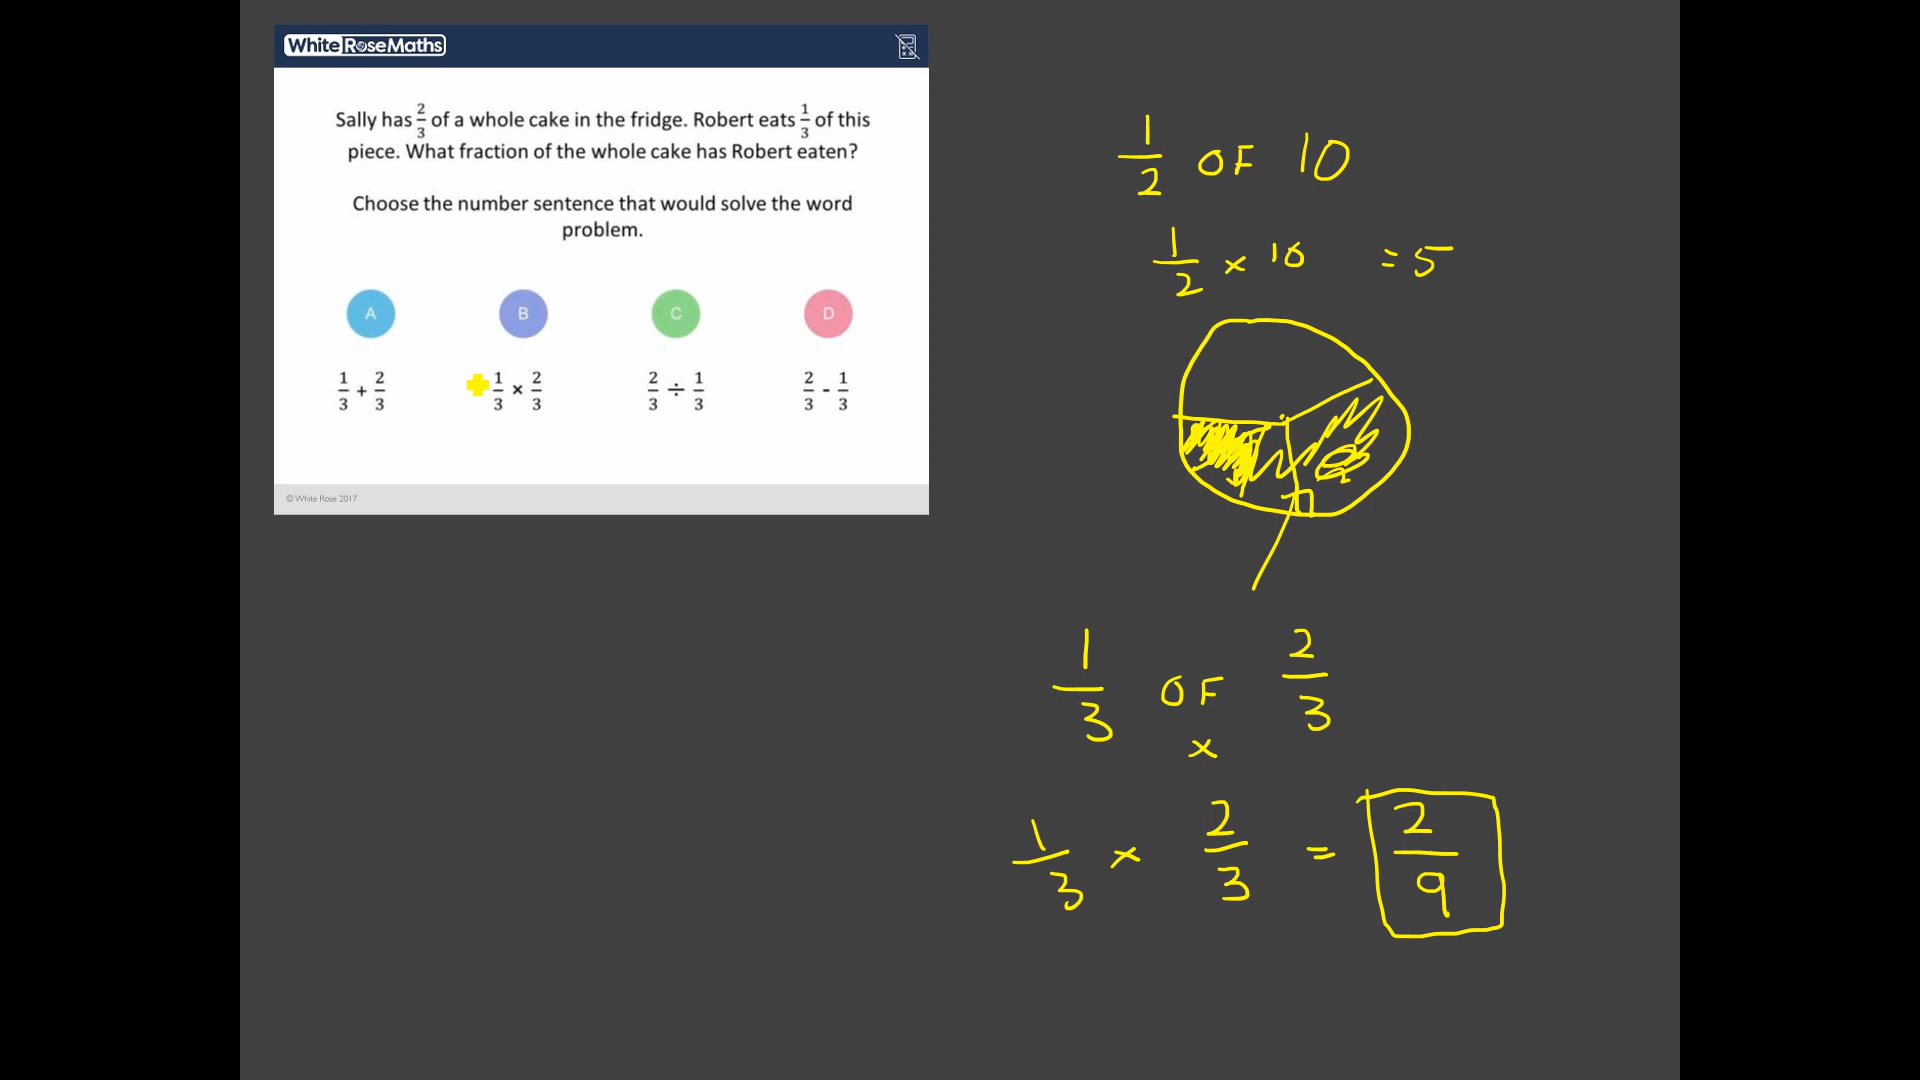 White Rose Maths
Sally has 2/3 of a whole cake in the fridge. Robert eats 1/3 of this
piece. What fraction of the whole cake has Robert eaten?
Choose the number sentence that would solve the word
problem.
A B C D
1/3 + 2/3 1/3 × 2/3 2/3 ÷ 1/3 2/3 - 1/3
© White Rose 2017
1/2 OF 10
1/2 × 10 = 5
1/3 OF 2/3
×
1/3 × 2/3 = 2/9